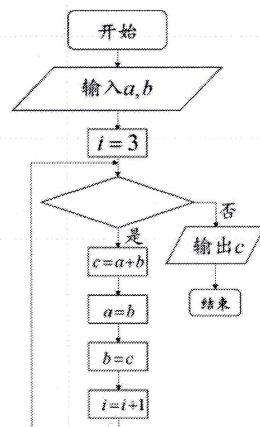 开始
输入a,b
i=3
否
是
c=a+b
输出c
a=b
结束
b=c
i=i+1